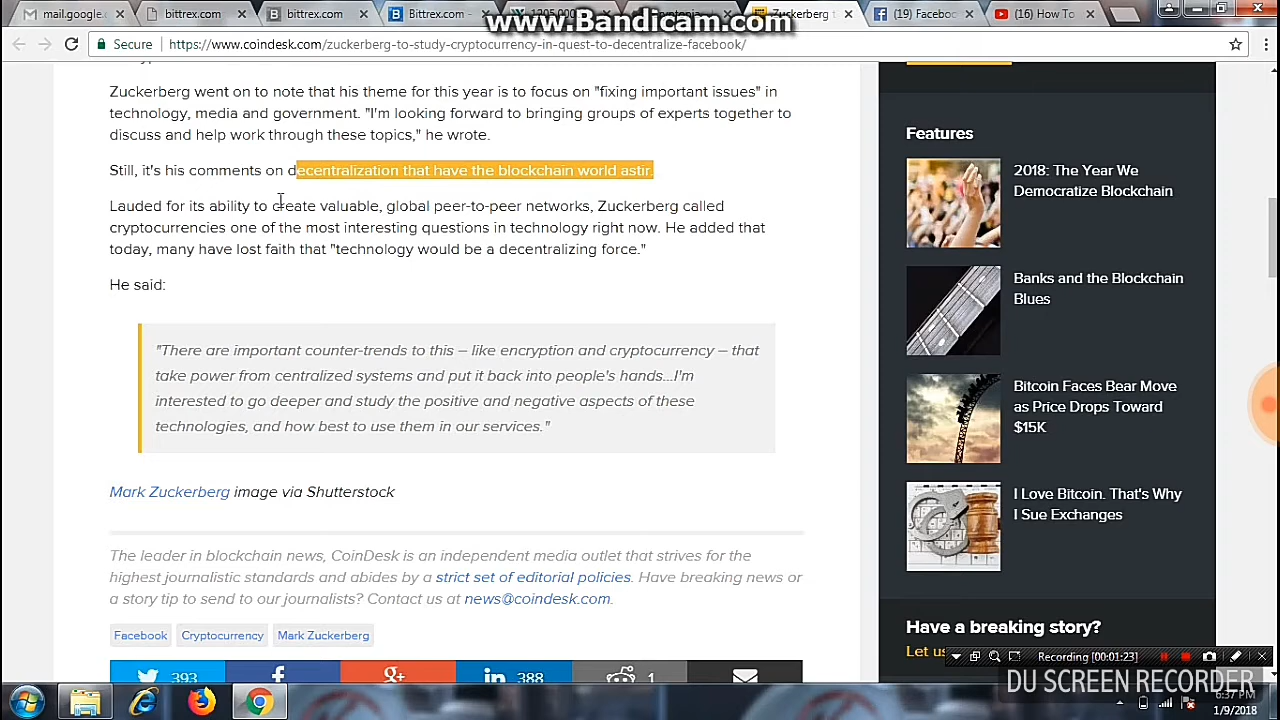 mail.google.c
bittrex.com
bittrex.com
Bittrex.com,
1205.000
Zuckerberg t
(19) Faceboo
(16) How To
www.Bandicam.com
Secure
https://www.coindesk.com/zuckerberg-to-study-cryptocurrency-in-quest-to-decentralize-facebook/
Zuckerberg went on to note that his theme for this year is to focus on "fixing important issues" in
technology, media and government. "I'm looking forward to bringing groups of experts together to
discuss and help work through these topics," he wrote.
Still, it's his comments on decentralization that have the blockchain world astir.
Lauded for its ability to create valuable, global peer-to-peer networks, Zuckerberg called
cryptocurrencies one of the most interesting questions in technology right now. He added that
today, many have lost faith that "technology would be a decentralizing force."
He said:
"There are important counter-trends to this – like encryption and cryptocurrency – that
take power from centralized systems and put it back into people's hands...I'm
interested to go deeper and study the positive and negative aspects of these
technologies, and how best to use them in our services."
Mark Zuckerberg image via Shutterstock
The leader in blockchain news, CoinDesk is an independent media outlet that strives for the
highest journalistic standards and abides by a strict set of editorial policies. Have breaking news or
a story tip to send to our journalists? Contact us at news@coindesk.com.
Facebook
Cryptocurrency
Mark Zuckerberg
393
388
1
Features
2018: The Year We
Democratize Blockchain
Banks and the Blockchain
Blues
Bitcoin Faces Bear Move
as Price Drops Toward
$15K
I Love Bitcoin. That's Why
I Sue Exchanges
Have a breaking story?
Let us
Recording [00:01:23]
DU SCREEN RECORDER
6:37 PM
1/9/2018